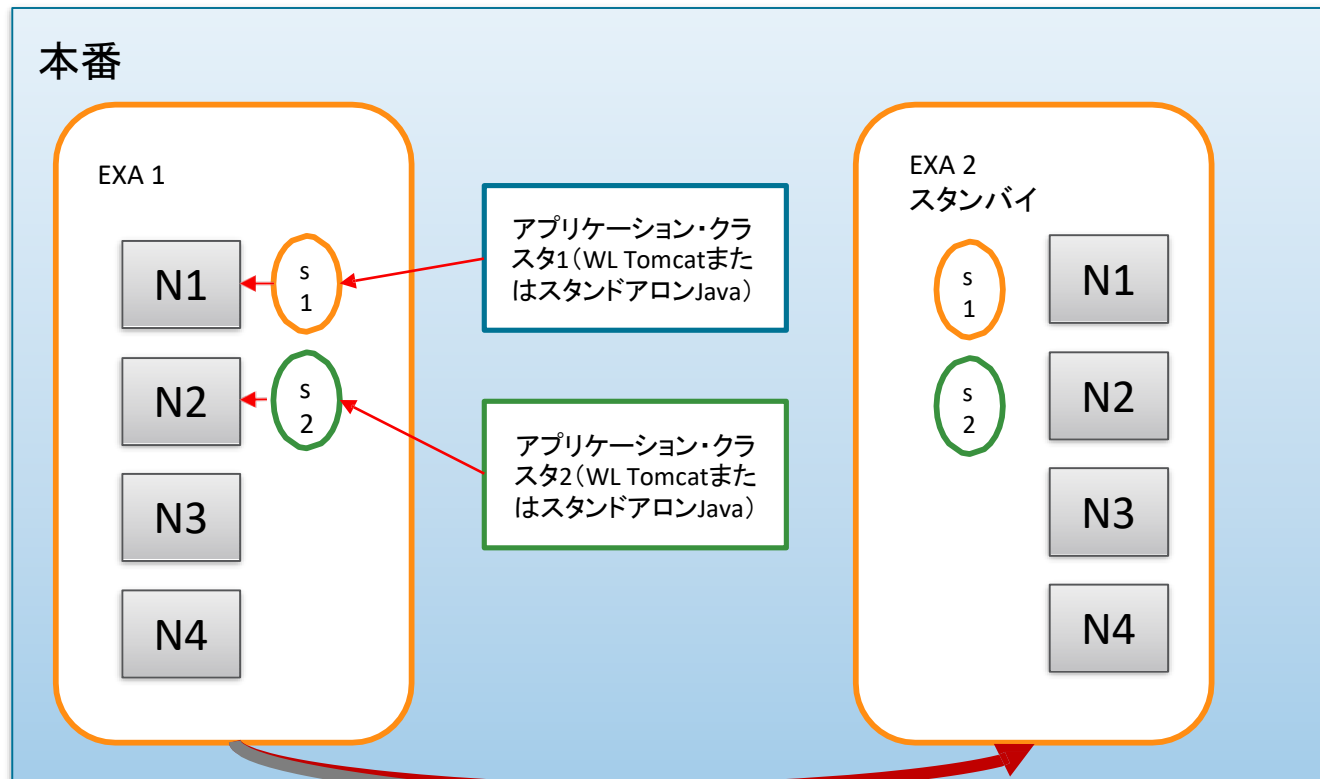 本番
EXA 1
N1
s
1
N2
s
2
N3
N4
アプリケーション・クラ
スタ1(WL Tomcatまた
はスタンドアロンJava)
アプリケーション・クラ
スタ2(WL Tomcatまた
はスタンドアロンJava)
EXA 2
スタンバイ
s
1
N1
s
2
N2
N3
N4